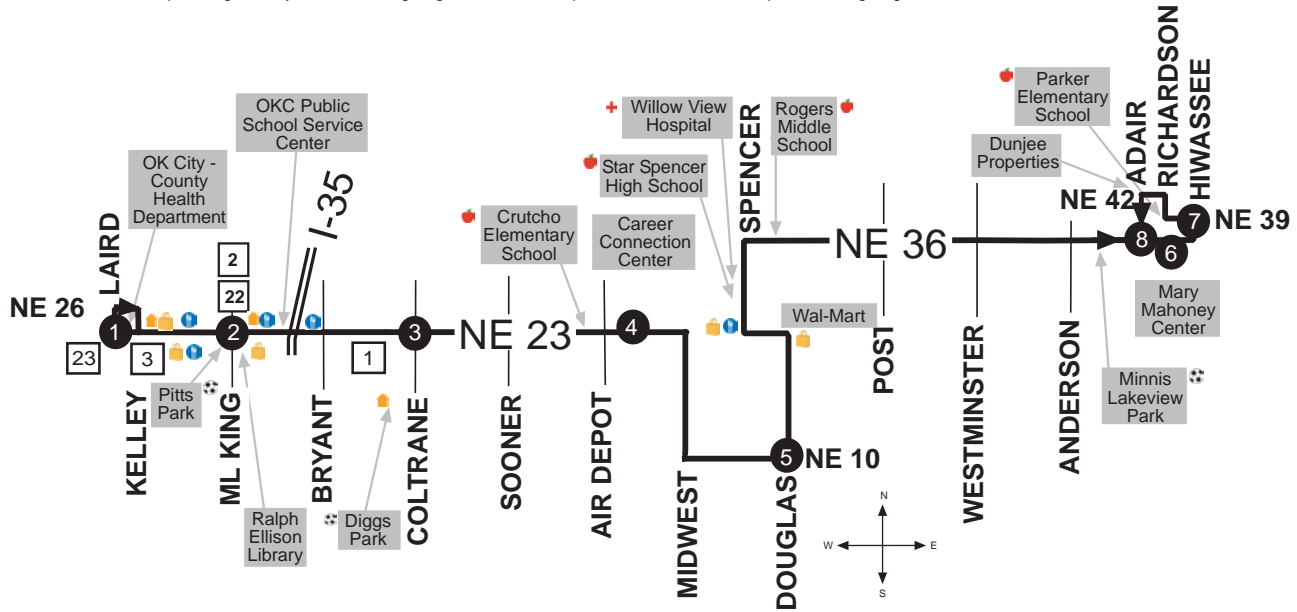 OKC Public
School Service
Center
OK City -
County
Health
Department
LAIRD
NE 26
1
23
3
KELLEY
Pitts
Park
2
22
2
ML KING
Ralph
Ellison
Library
I-35
BRYANT
Diggs
Park
1
3
COLTRANE
NE 23
SOONER
Crutcho
Elementary
School
AIR DEPOT
4
Career
Connection
Center
Star Spencer
High School
Willow View
Hospital
SPENCER
Rogers
Middle
School
MIDWEST
Wal-Mart
5
NE 10
DOUGLAS
NE 36
POST
WESTMINSTER
ANDERSON
Minnis
Lakeview
Park
Parker
Elementary
School
Dunjee
Properties
ADAIR
RICHARDSON
HIWASSEE
NE 42
8
6
7
NE 39
Mary
Mahoney
Center
N
W
E
S